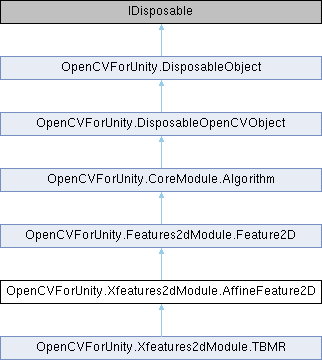 IDisposable
OpenCVForUnity.DisposableObject
OpenCVForUnity.DisposableOpenCVObject
OpenCVForUnity.CoreModule.Algorithm
OpenCVForUnity.Features2dModule.Feature2D
OpenCVForUnity.Xfeatures2dModule.AffineFeature2D
OpenCVForUnity.Xfeatures2dModule.TBMR